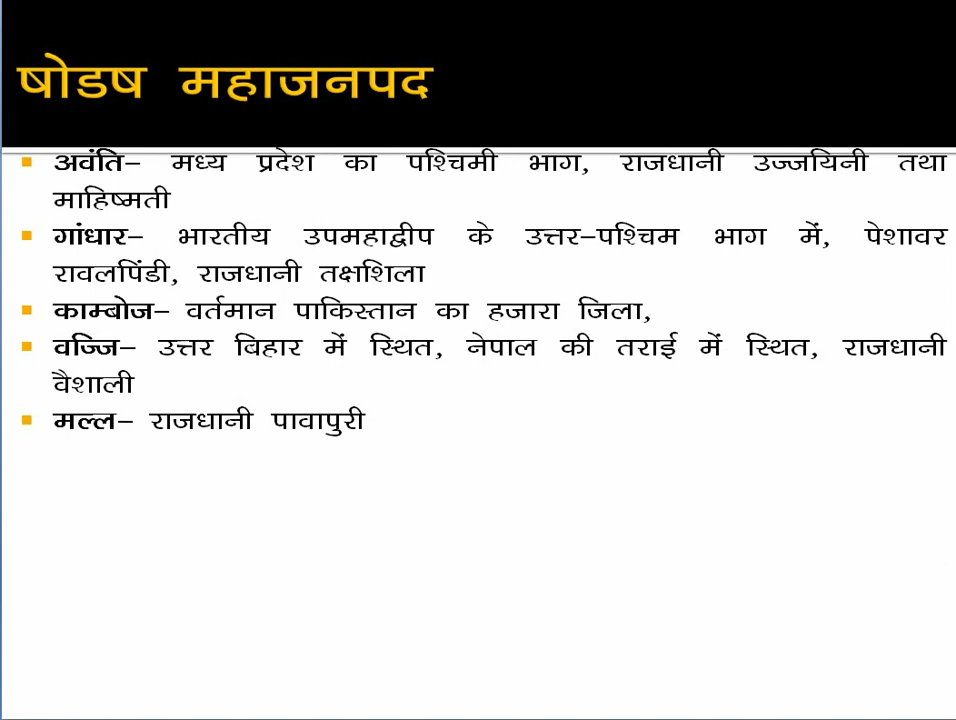 षोडष महाजनपद
▪ अवंति– मध्य प्रदेश का पश्चिमी भाग, राजधानी उज्जयिनी तथा
माहिष्मती
▪ गांधार– भारतीय उपमहाद्वीप के उत्तर–पश्चिम भाग में, पेशावर
रावलपिंडी, राजधानी तक्षशिला
▪ काम्बोज– वर्तमान पाकिस्तान का हजारा जिला,
▪ वज्जि– उत्तर बिहार में स्थित, नेपाल की तराई में स्थित, राजधानी
वैशाली
▪ मल्ल– राजधानी पावापुरी